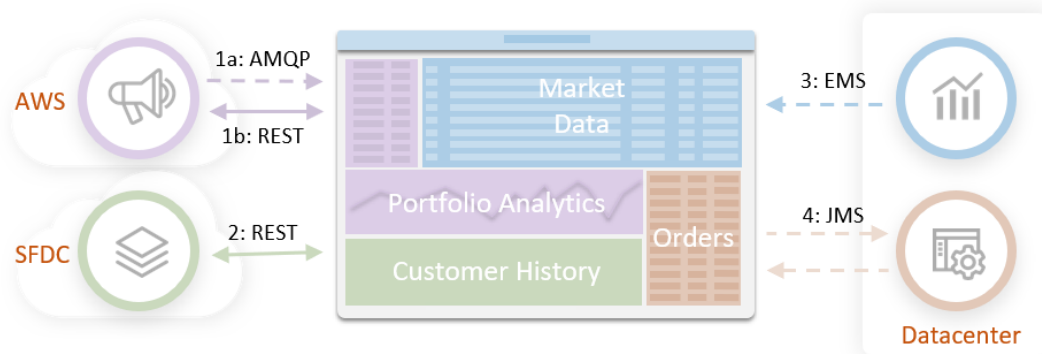 1a: AMQP
AWS
1b: REST
2: REST
SFDC
Market
Data
Portfolio Analytics
Orders
Customer History
3: EMS
4: JMS
Datacenter